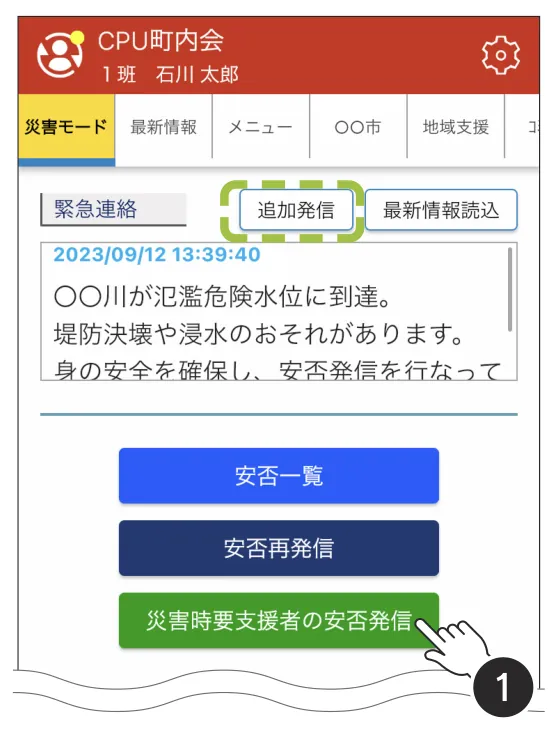 CPU町内会
1班 石川 太郎
災害モード 最新情報 メニュー 〇〇市 地域支援
緊急連絡 追加発信 最新情報読込
2023/09/12 13:39:40
〇〇川が氾濫危険水位に到達。
堤防決壊や浸水のおそれがあります。
身の安全を確保し、安否発信を行なって
安否一覧
安否再発信
災害時要支援者の安否発信
1